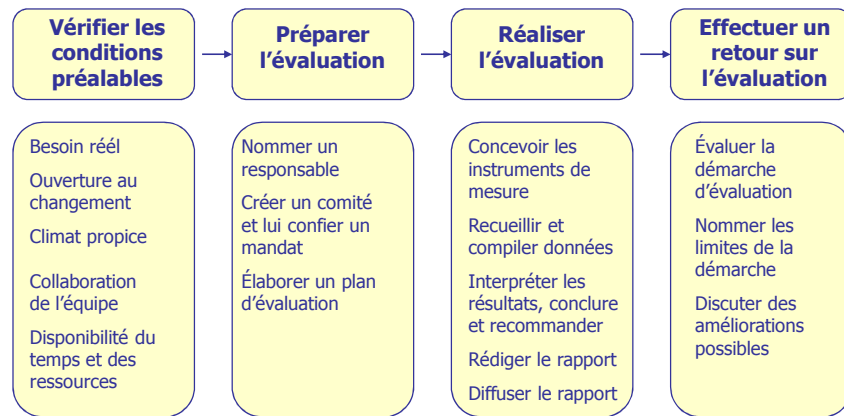 Vérifier les
conditions
préalables
Préparer
l'évaluation
Réaliser
l'évaluation
Effectuer un
retour sur
l'évaluation
Besoin réel
Ouverture au
changement
Climat propice
Collaboration
de l'équipe
Disponibilité du
temps et des
ressources
Nommer un
responsable
Créer un comité
et lui confier un
mandat
Élaborer un plan
d'évaluation
Concevoir les
instruments de
mesure
Recueillir et
compiler données
Interpréter les
résultats, conclure
et recommander
Rédiger le rapport
Diffuser le rapport
Évaluer la
démarche
d'évaluation
Nommer les
limites de la
démarche
Discuter des
améliorations
possibles